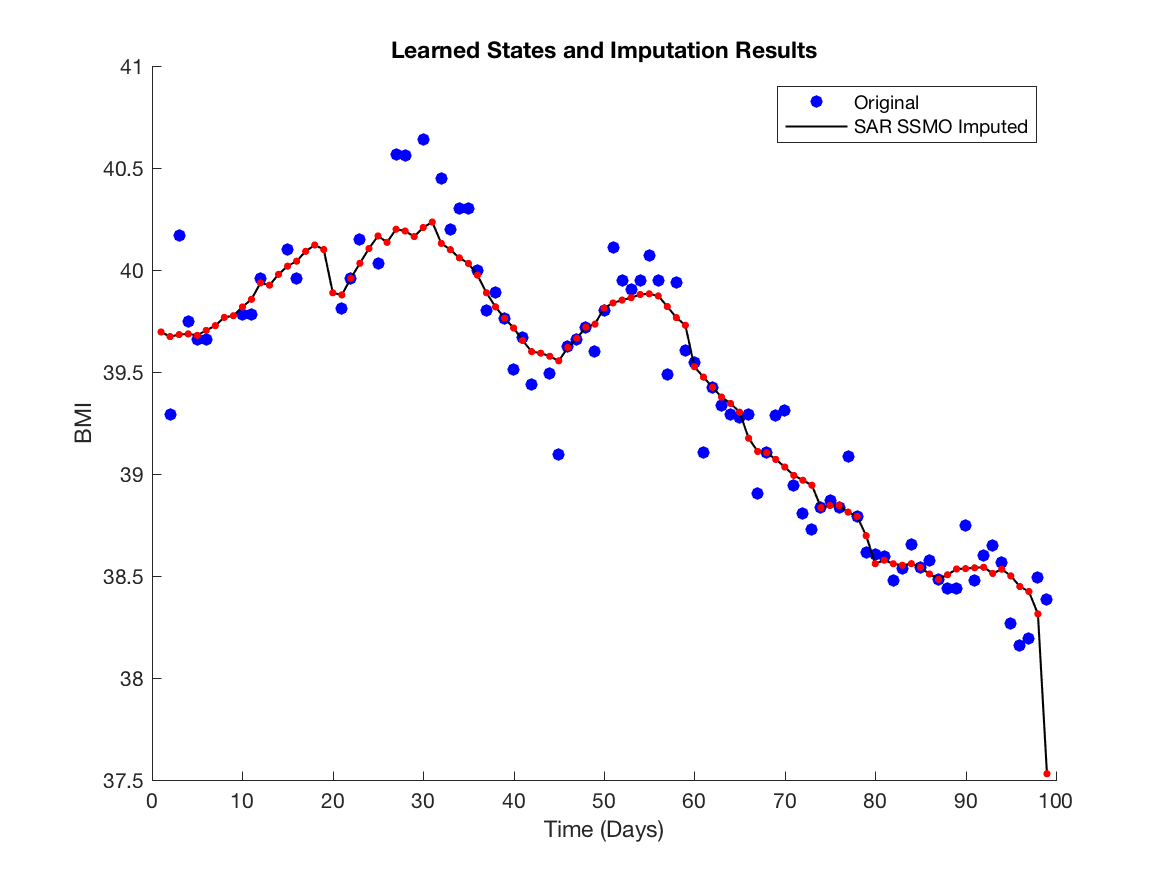 Learned States and Imputation Results
Original
SAR SSMO Imputed
BMI
41
40.5
40
39.5
39
38.5
38
37.5
0 10 20 30 40 50 60 70 80 90 100
Time (Days)